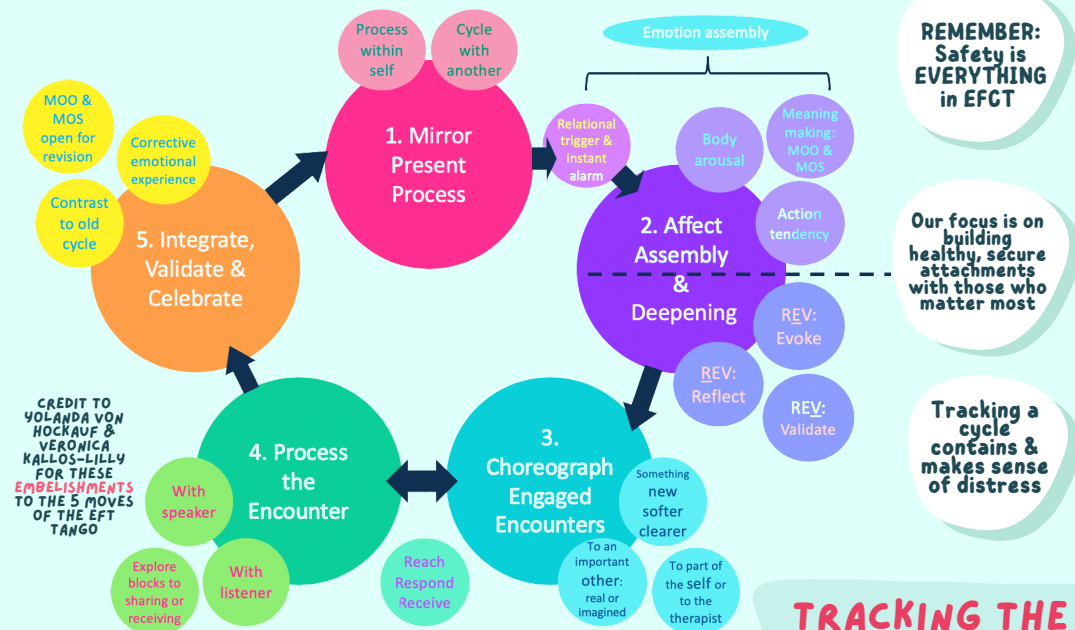 Process
within
self
Cycle
with
another
1. Mirror
Present
Process
Emotion assembly
Relational
trigger &
instant
alarm
Body
arousal
Meaning
making:
MOO &
MOS
Action
tendency
2. Affect
Assembly
&
Deepening
REV:
Evoke
REV:
Reflect
REV:
Validate
3.
Choreograph
Engaged
Encounters
Something
new
softer
clearer
To an
important
other:
real or
imagined
To part of
the self or
to the
therapist
Reach
Respond
Receive
4. Process
the
Encounter
With
speaker
With
listener
Explore
blocks to
sharing or
receiving
5. Integrate,
Validate &
Celebrate
MOO &
MOS
open for
revision
Corrective
emotional
experience
Contrast
to old
cycle
REMEMBER:
Safety is
EVERYTHING
in EFCT
Our focus is on
building
healthy, secure
attachments
with those who
matter most
Tracking a
cycle
contains &
makes sense
of distress
CREDIT TO
YOLANDA VON
HOCKAUF &
VERONICA
KALLOS-LILLY
FOR THESE
EMBELISHMENTS
TO THE 5 MOVES
OF THE EFT
TANGO
TRACKING THE